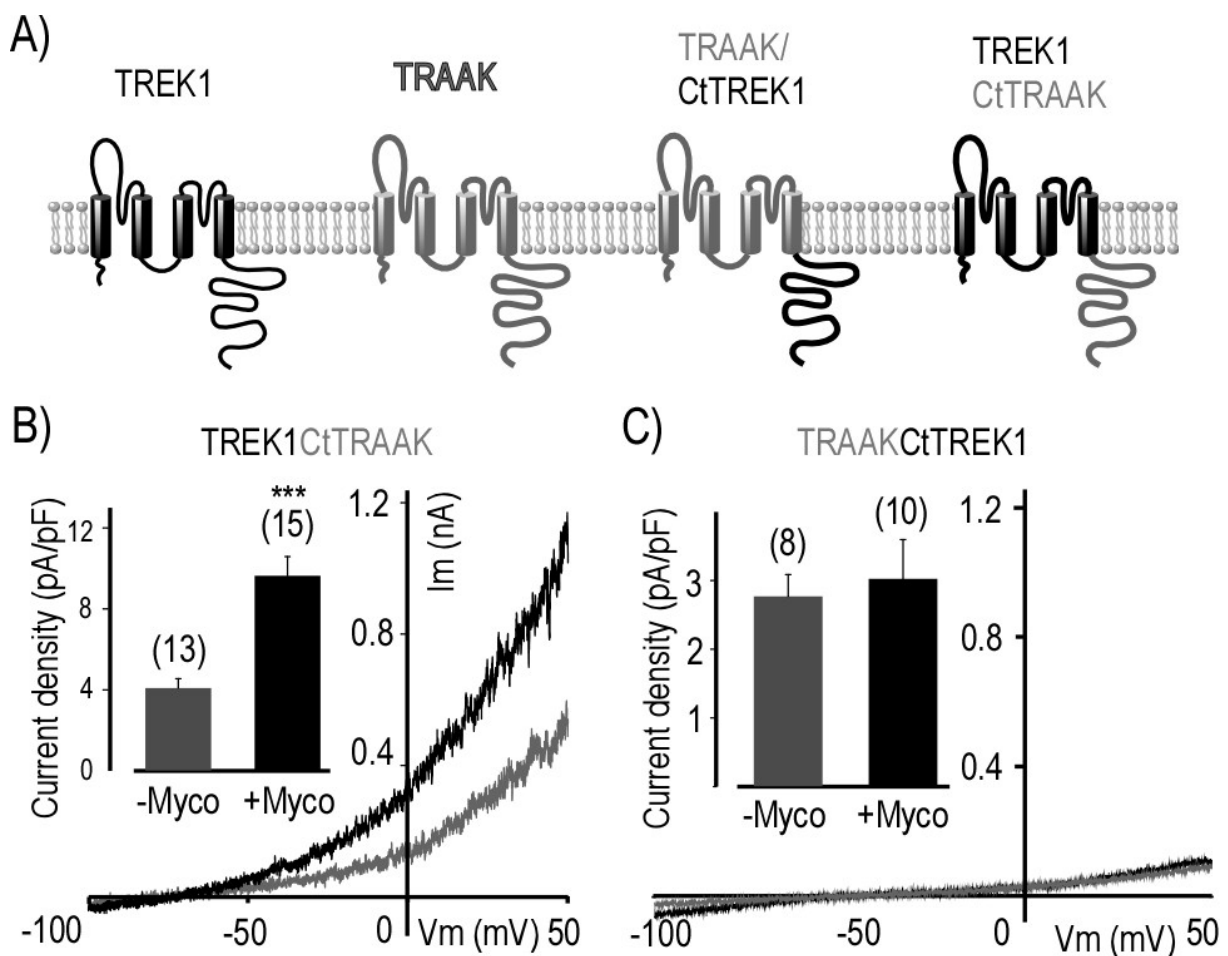 A)
TREK1
TRAAK
TRAAK/
CtTREK1
TREK1
CtTRAAK
B)
TREK1CtTRAAK
Current density (pA/pF)
12
8
4
0
(13)
***
(15)
-Myco +Myco
Im (nA)
1.2
0.8
0.4
-100 -50 0 Vm (mV) 50
C)
TRAAKCtTREK1
Current density (pA/pF)
3
2
1
(8)
(10)
-Myco +Myco
1.2
0.8
0.4
-100 -50 0 Vm (mV) 50